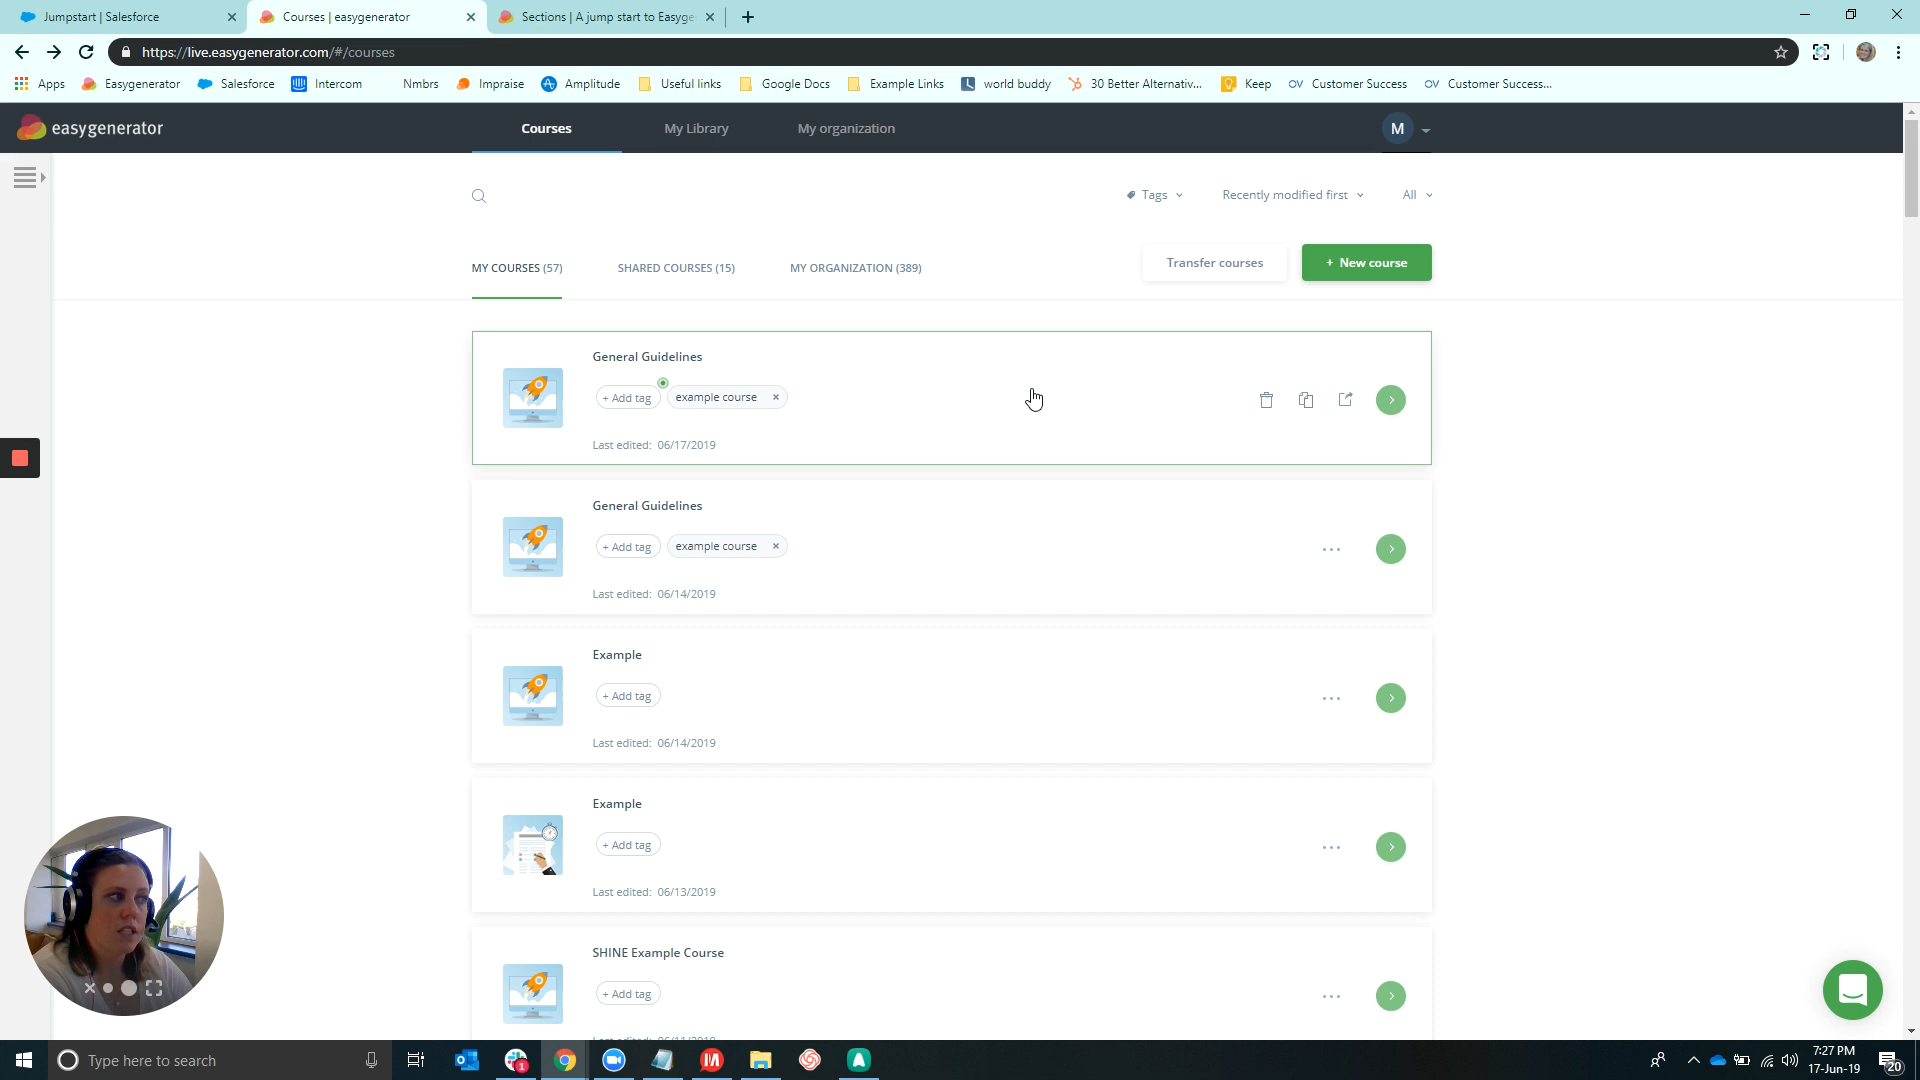 Jumpstart | Salesforce
Courses | easygenerator
Sections | A jump start to Easyge
https://live.easygenerator.com/#/courses
Apps Easygenerator Salesforce Intercom Nmbrs Impraise Amplitude Useful links Google Docs Example Links world buddy 30 Better Alternativ... Keep Customer Success Customer Success...
easygenerator Courses My Library My organization M
Tags Recently modified first All
MY COURSES (57) SHARED COURSES (15) MY ORGANIZATION (389) Transfer courses + New course
General Guidelines
+ Add tag example course ×
Last edited: 06/17/2019
General Guidelines
+ Add tag example course ×
Last edited: 06/14/2019
Example
+ Add tag
Last edited: 06/14/2019
Example
+ Add tag
Last edited: 06/13/2019
SHINE Example Course
+ Add tag
Type here to search
1
7:27 PM
17-Jun-19
20